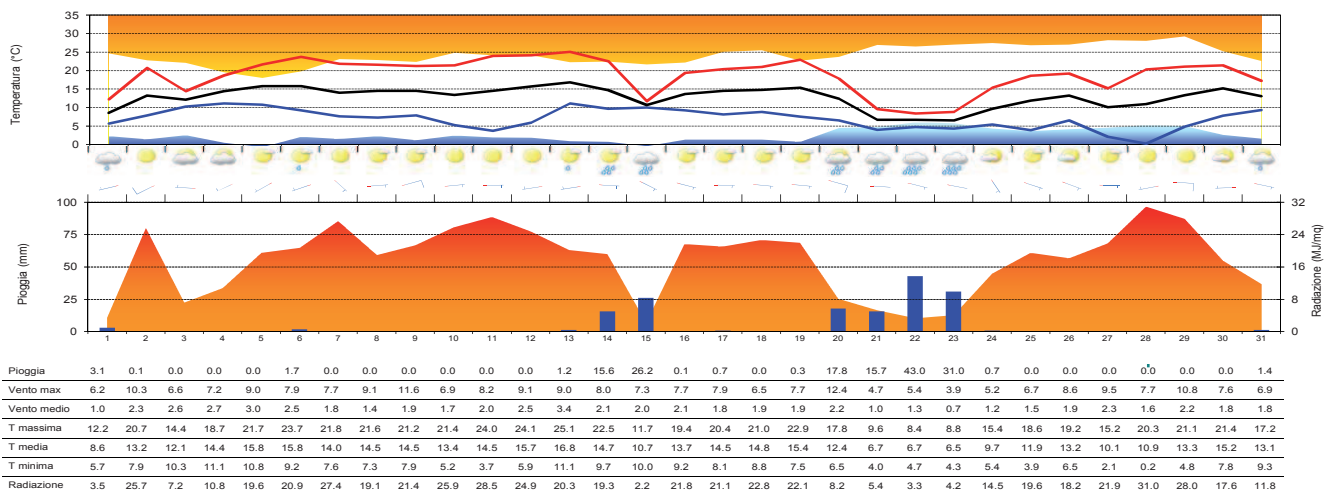 35
30
25
20
15
10
5
0
Temperatura (°C)
100
75
50
25
0
Pioggia (mm)
32
24
16
8
0
Radiazione (MJ/mq)
1 2 3 4 5 6 7 8 9 10 11 12 13 14 15 16 17 18 19 20 21 22 23 24 25 26 27 28 29 30 31
Pioggia 3.1 0.1 0.0 0.0 0.0 1.7 0.0 0.0 0.0 0.0 0.0 0.0 1.2 15.6 26.2 0.1 0.7 0.0 0.3 17.8 15.7 43.0 31.0 0.7 0.0 0.0 0.0 0.0 0.0 0.0 1.4
Vento max 6.2 10.3 6.6 7.2 9.0 7.9 7.7 9.1 11.6 6.9 8.2 9.1 9.0 8.0 7.3 7.7 7.9 6.5 7.7 12.4 4.7 5.4 3.9 5.2 6.7 8.6 9.5 7.7 10.8 7.6 6.9
Vento medio 1.0 2.3 2.6 2.7 3.0 2.5 1.8 1.4 1.9 1.7 2.0 2.5 3.4 2.1 2.0 2.1 1.8 1.9 1.9 2.2 1.0 1.3 0.7 1.2 1.5 1.9 2.3 1.6 2.2 1.8 1.8
T massima 12.2 20.7 14.4 18.7 21.7 23.7 21.8 21.6 21.2 21.4 24.0 24.1 25.1 22.5 11.7 19.4 20.4 21.0 22.9 17.8 9.6 8.4 8.8 15.4 18.6 19.2 15.2 20.3 21.1 21.4 17.2
T media 8.6 13.2 12.1 14.4 15.8 15.8 14.0 14.5 14.5 13.4 14.5 15.7 16.8 14.7 10.7 13.7 14.5 14.8 15.4 12.4 6.7 6.7 6.5 9.7 11.9 13.2 10.1 10.9 13.3 15.2 13.1
T minima 5.7 7.9 10.3 11.1 10.8 9.2 7.6 7.3 7.9 5.2 3.7 5.9 11.1 9.7 10.0 9.2 8.1 8.8 7.5 6.5 4.0 4.7 4.3 5.4 3.9 6.5 2.1 0.2 4.8 7.8 9.3
Radiazione 3.5 25.7 7.2 10.8 19.6 20.9 27.4 19.1 21.4 25.9 28.5 24.9 20.3 19.3 2.2 21.8 21.1 22.8 22.1 8.2 5.4 3.3 4.2 14.5 19.6 18.2 21.9 31.0 28.0 17.6 11.8